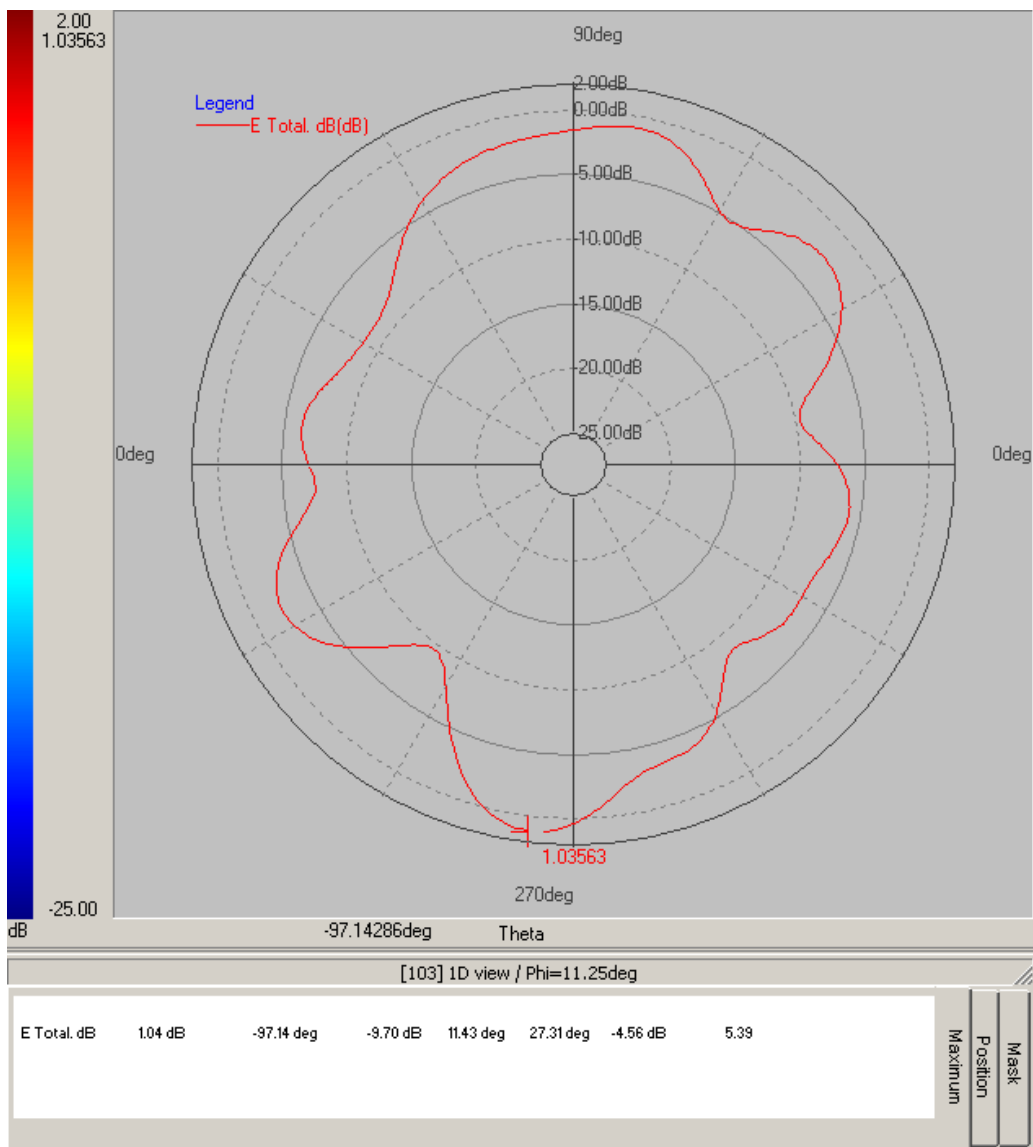 2.00
1.03563
90deg
2.00dB
0.00dB
Legend
E Total. dB(dB)
-5.00dB
-10.00dB
-15.00dB
-20.00dB
-25.00dB
0deg
0deg
1.03563
270deg
-25.00
dB
-97.14286deg
Theta
[103] 1D view / Phi=11.25deg
E Total. dB 1.04 dB -97.14 deg -9.70 dB 11.43 deg 27.31 deg -4.56 dB 5.39
Maximum
Position
Mask